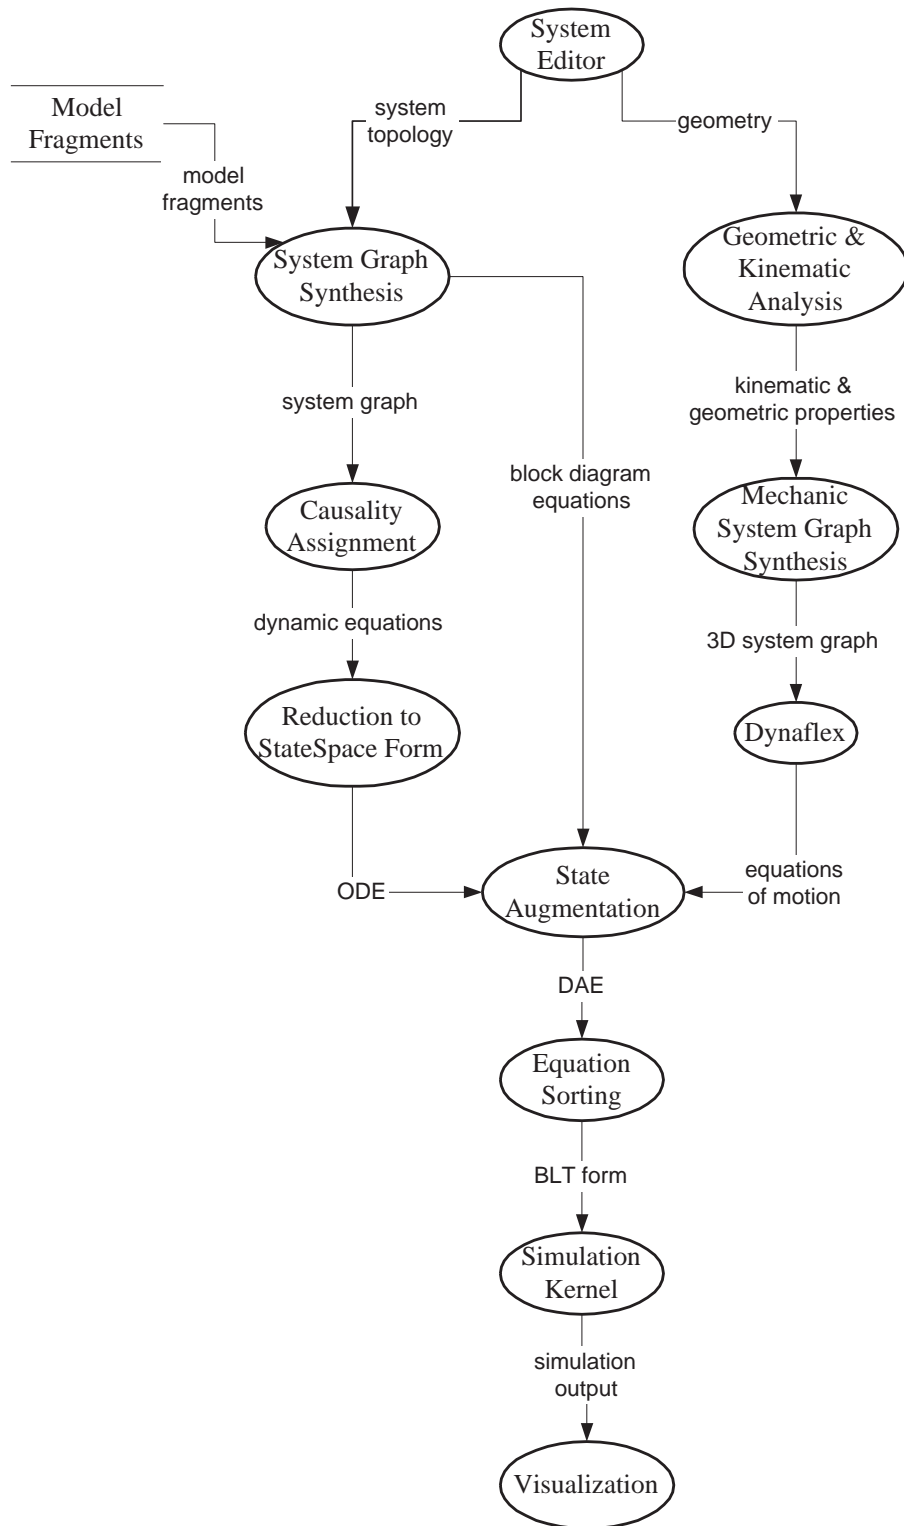 System
Editor
Model
Fragments
system
topology
geometry
model
fragments
System Graph
Synthesis
Geometric &
Kinematic
Analysis
system graph
kinematic &
geometric properties
block diagram
equations
Causality
Assignment
Mechanic
System Graph
Synthesis
dynamic equations
3D system graph
Reduction to
StateSpace Form
Dynaflex
ODE
State
Augmentation
equations
of motion
DAE
Equation
Sorting
BLT form
Simulation
Kernel
simulation
output
Visualization